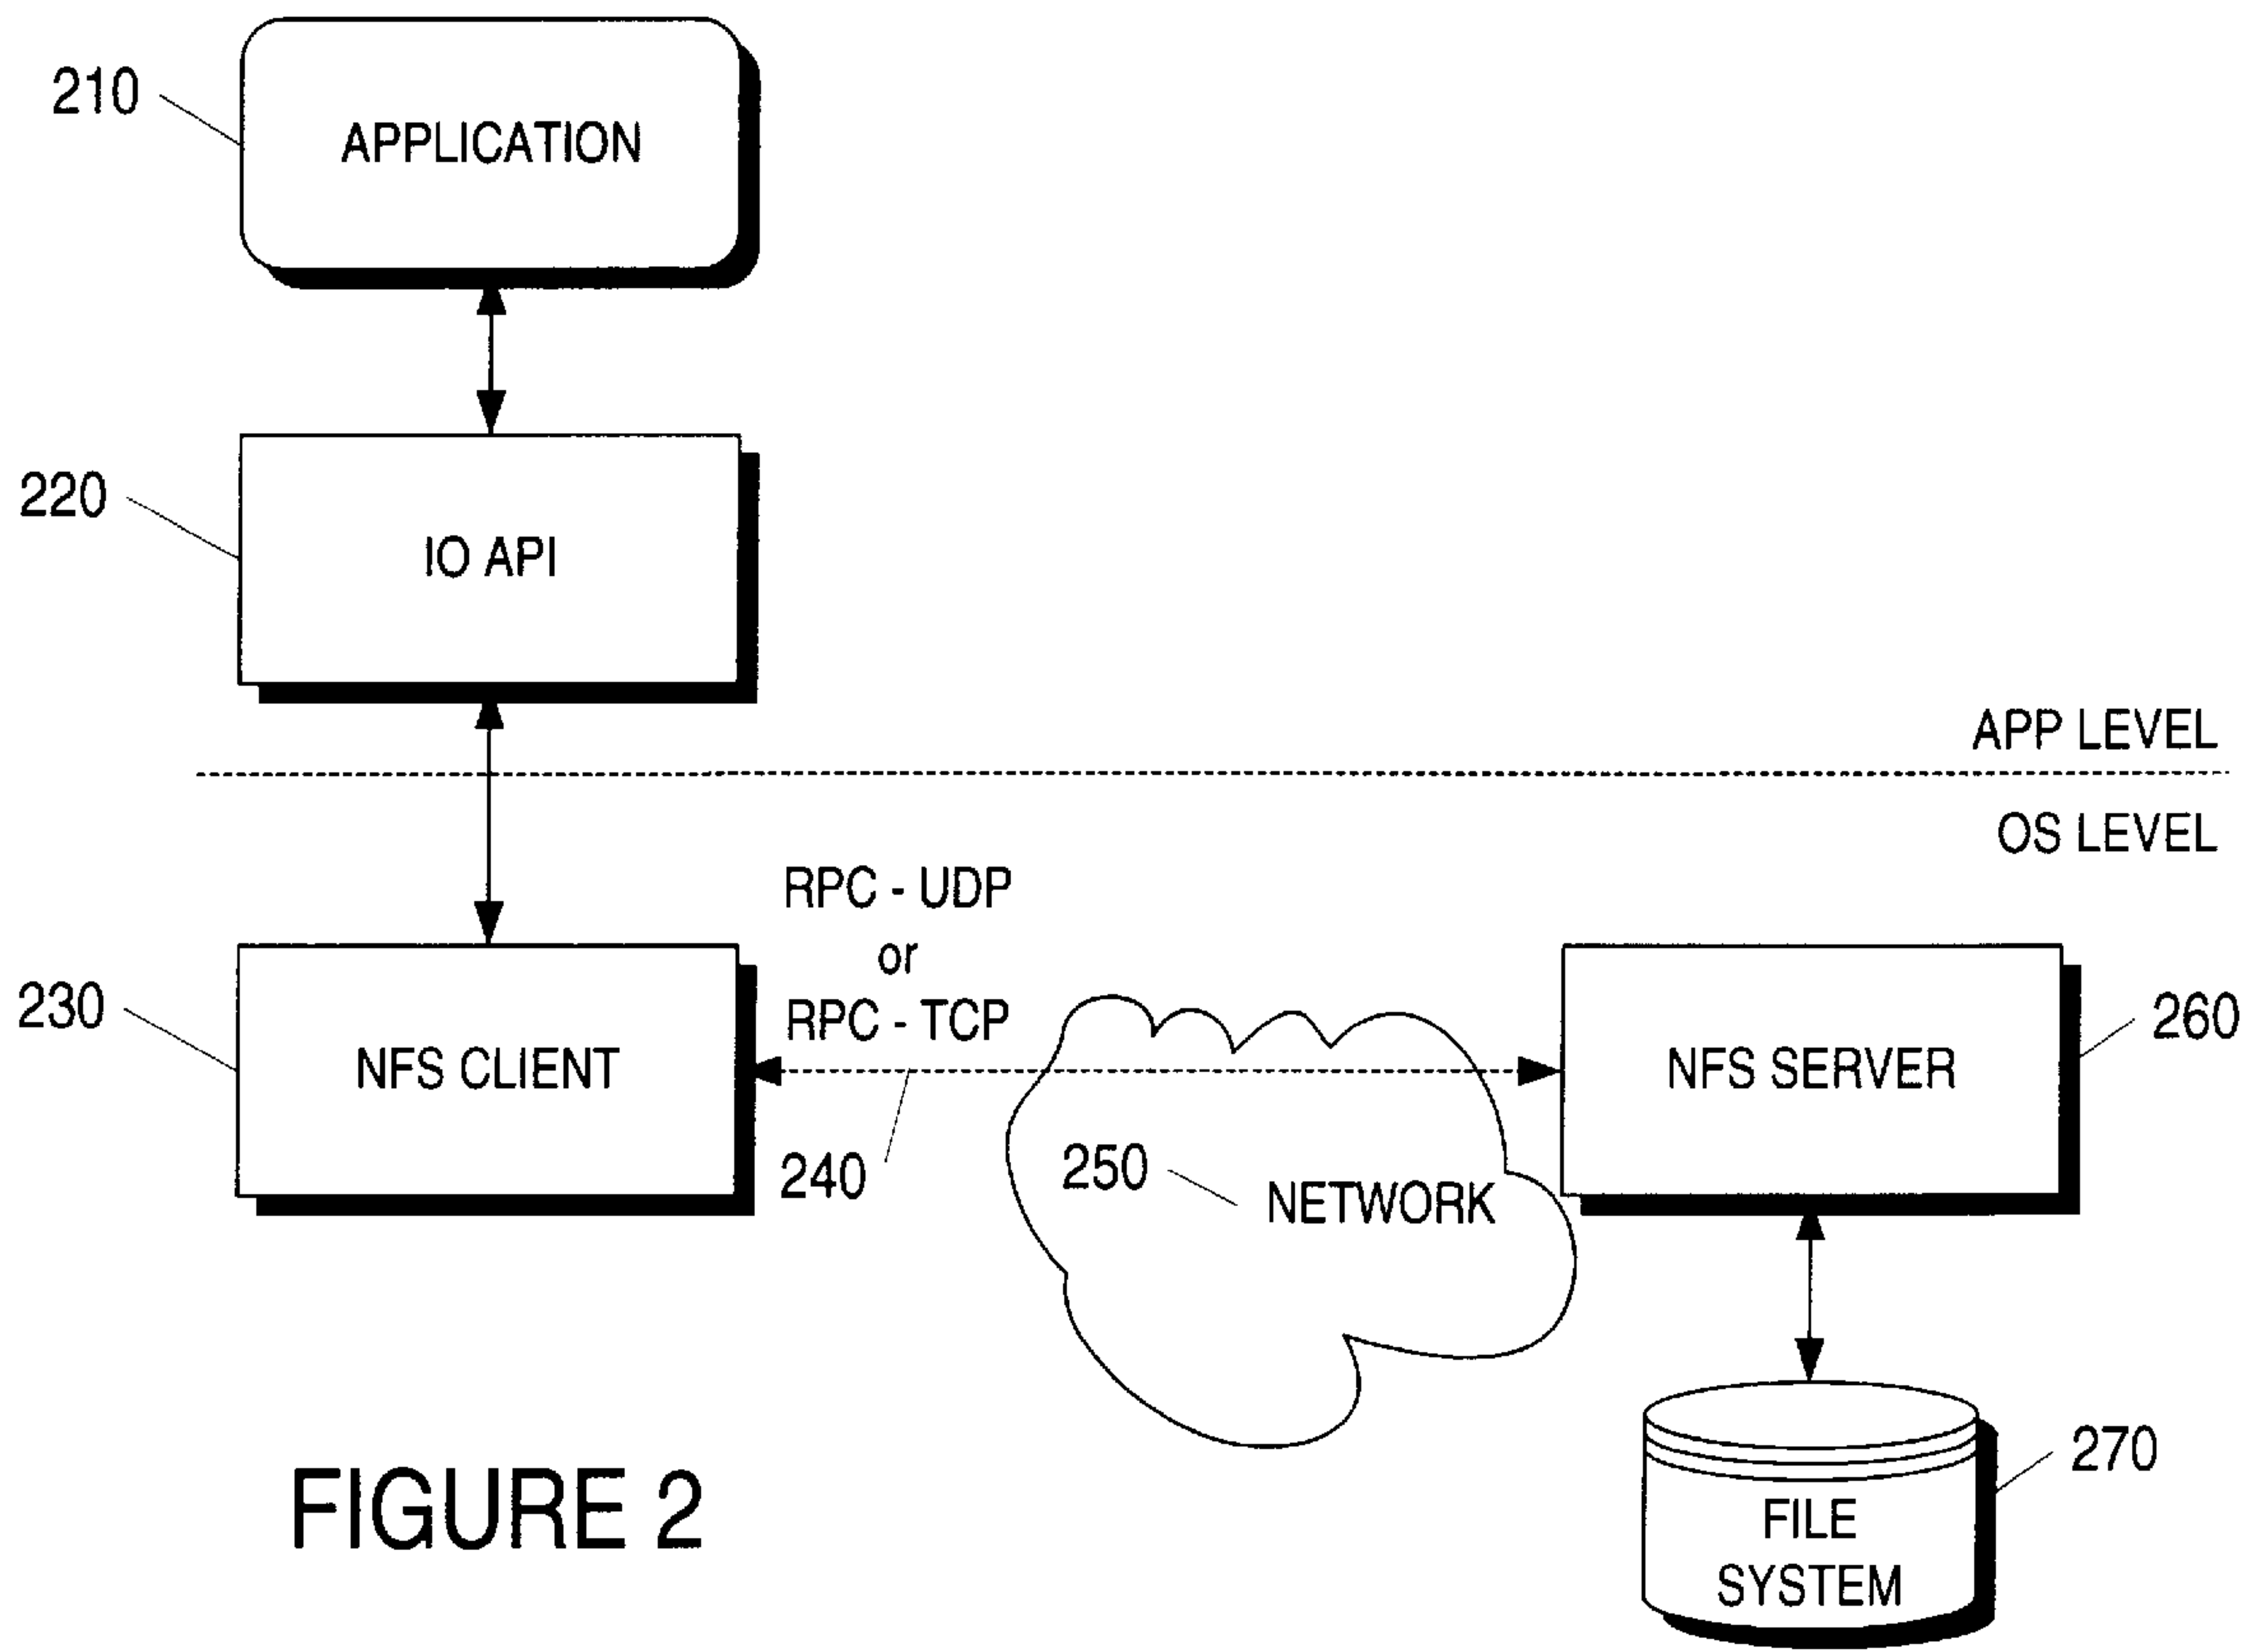 210
APPLICATION
220
IO API
APP LEVEL
OS LEVEL
RPC - UDP
or
RPC - TCP
230
NFS CLIENT
240
250
NETWORK
NFS SERVER
260
270
FILE
SYSTEM
FIGURE 2